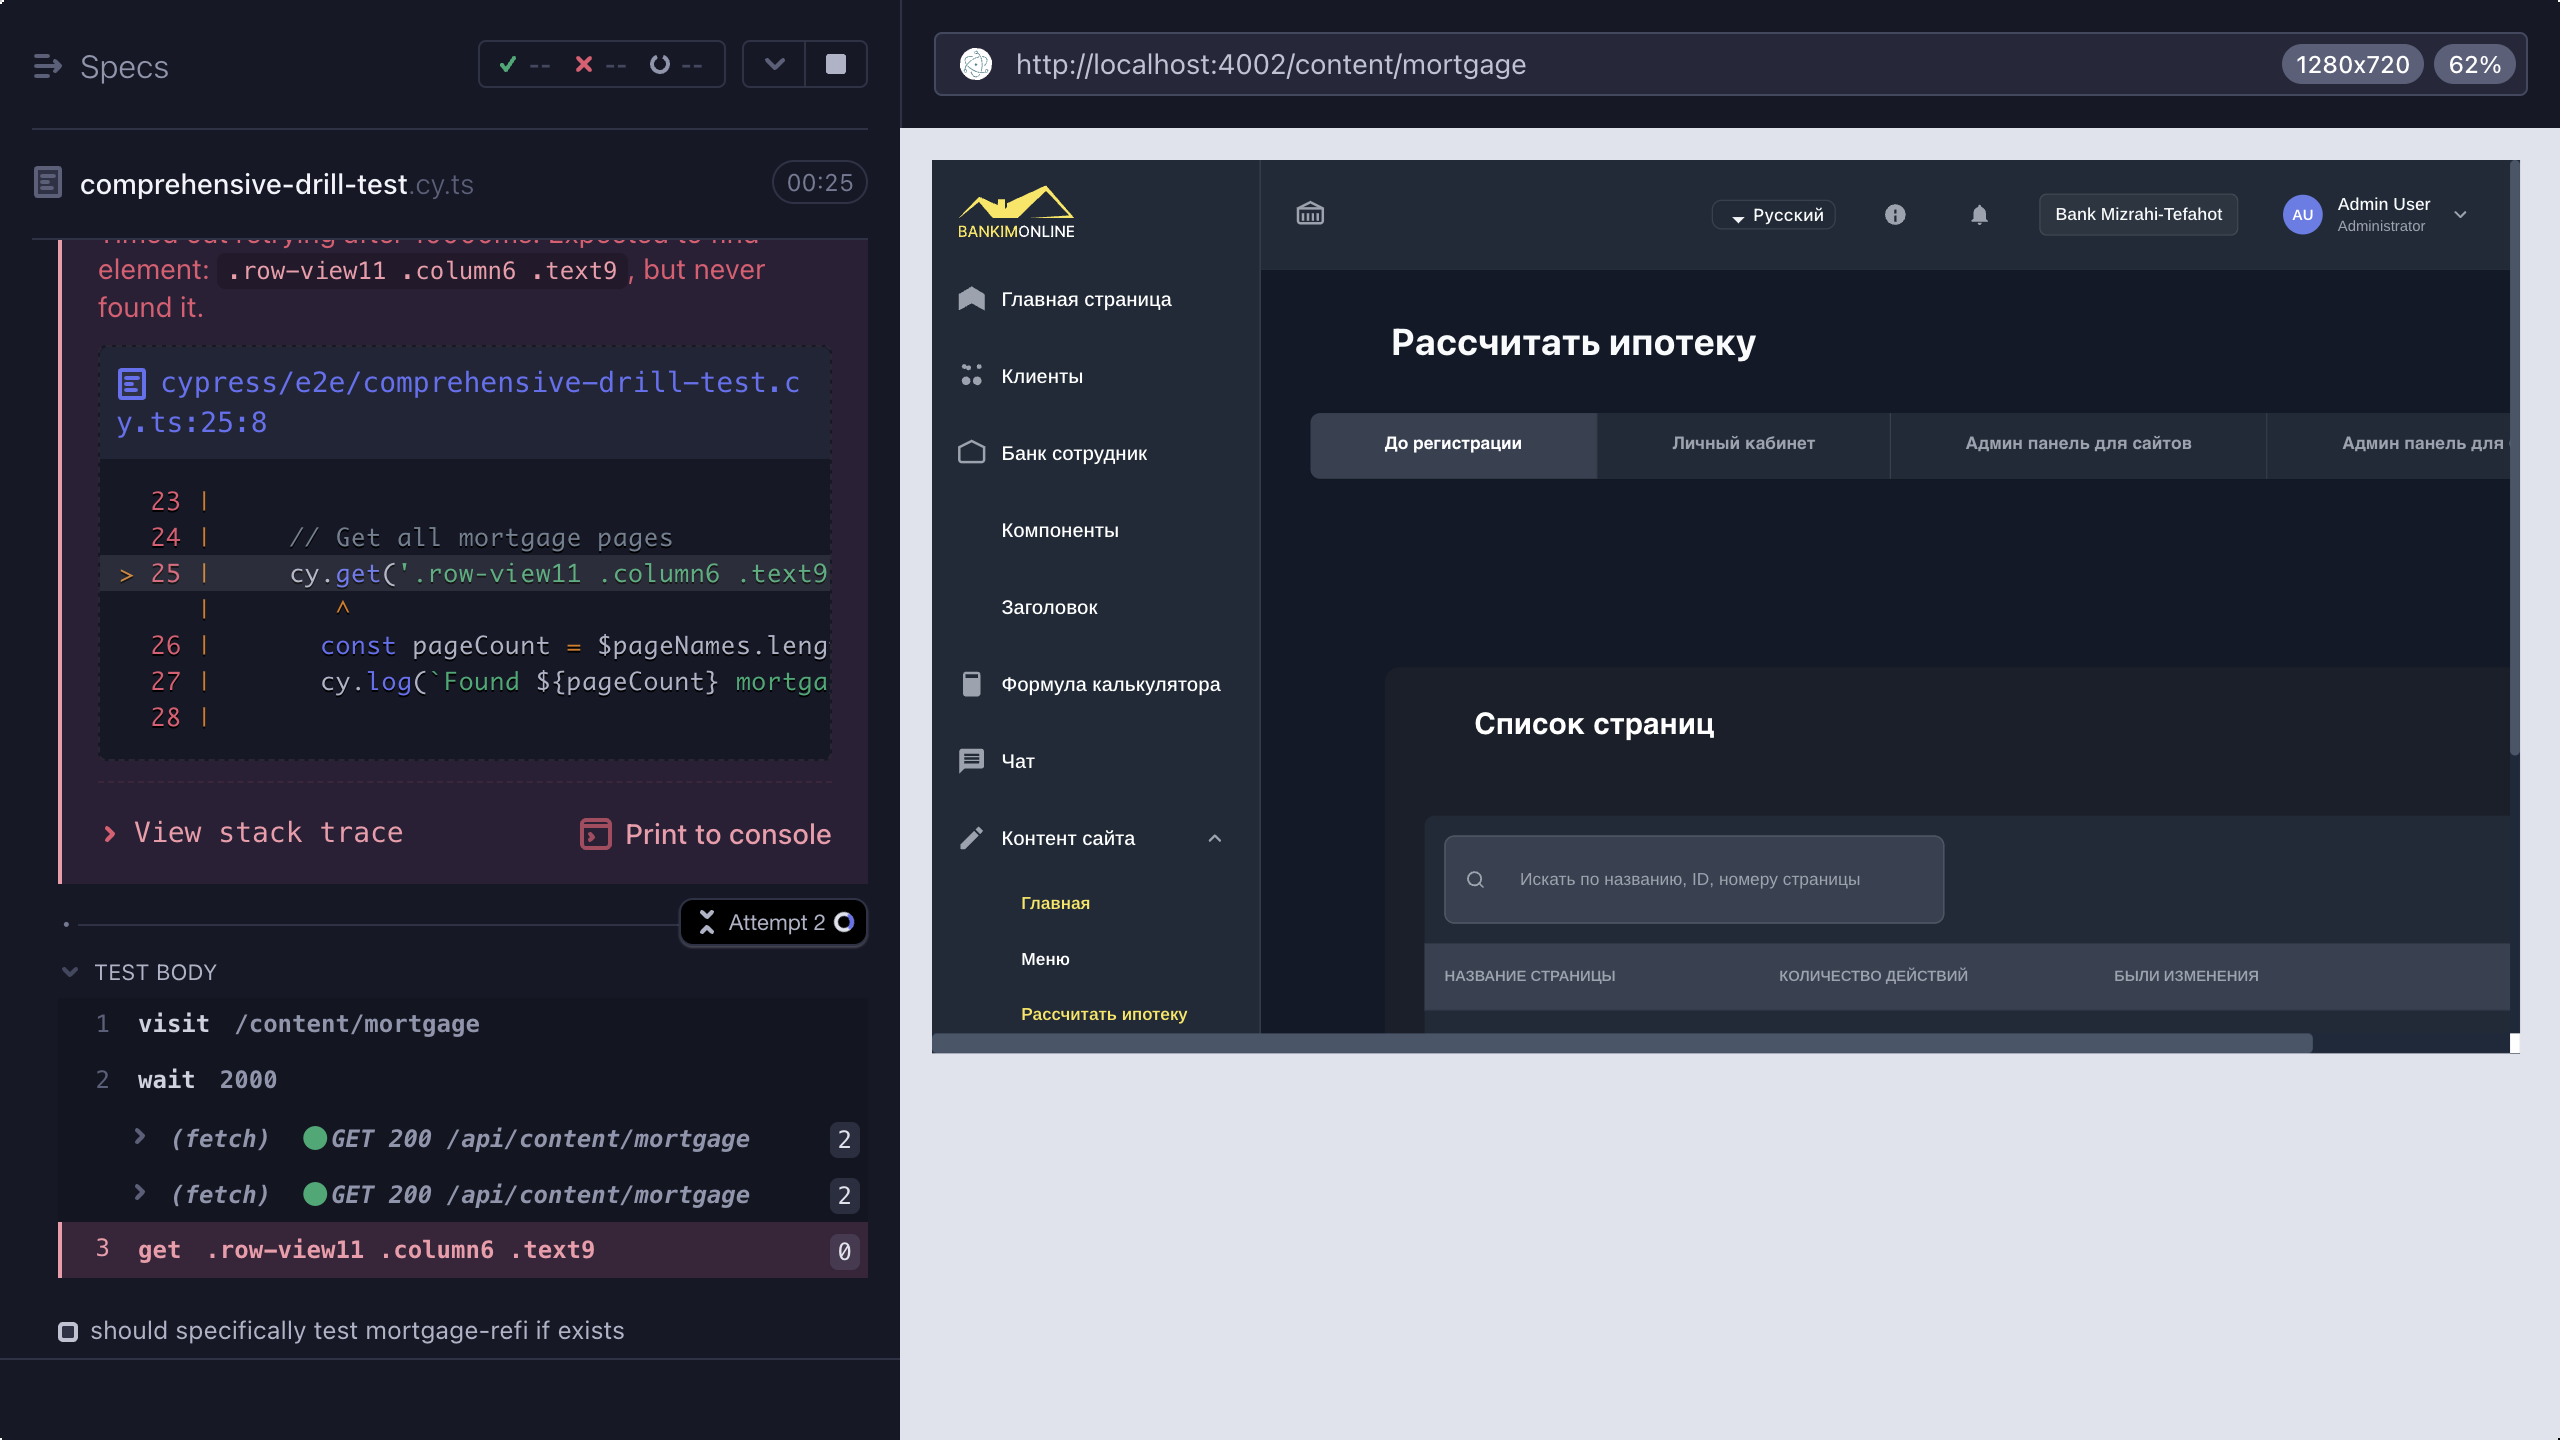 Specs
-- -- --
comprehensive-drill-test.cy.ts
00:25
Timed out retrying after 10000ms: Expected to find
element: .row-view11 .column6 .text9, but never
found it.
cypress/e2e/comprehensive-drill-test.c
y.ts:25:8
23 |
24 | // Get all mortgage pages
> 25 | cy.get('.row-view11 .column6 .text9
| ^
26 | const pageCount = $pageNames.leng
27 | cy.log(`Found ${pageCount} mortga
28 |
View stack trace
Print to console
Attempt 2
TEST BODY
1 visit /content/mortgage
2 wait 2000
(fetch) GET 200 /api/content/mortgage 2
(fetch) GET 200 /api/content/mortgage 2
3 get .row-view11 .column6 .text9 0
should specifically test mortgage-refi if exists
http://localhost:4002/content/mortgage
1280x720 62%
BANKIMONLINE
Главная страница
Клиенты
Банк сотрудник
Компоненты
Заголовок
Формула калькулятора
Чат
Контент сайта
Главная
Меню
Рассчитать ипотеку
Русский
Bank Mizrahi-Tefahot
AU
Admin User
Administrator
Рассчитать ипотеку
До регистрации
Личный кабинет
Админ панель для сайтов
Админ панель для
Список страниц
Искать по названию, ID, номеру страницы
НАЗВАНИЕ СТРАНИЦЫ
КОЛИЧЕСТВО ДЕЙСТВИЙ
БЫЛИ ИЗМЕНЕНИЯ